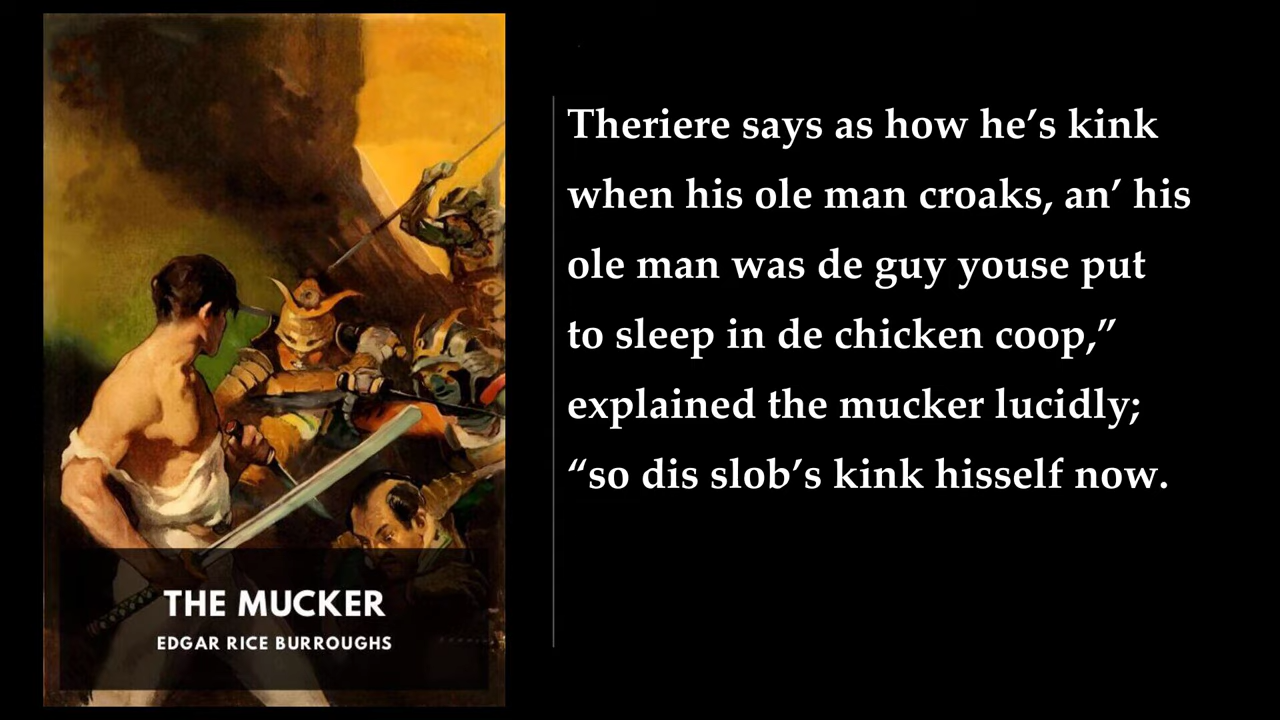 Theriere says as how he’s kink
when his ole man croaks, an’ his
ole man was de guy youse put
to sleep in de chicken coop,”
explained the mucker lucidly;
“so dis slob’s kink hisself now.
THE MUCKER
EDGAR RICE BURROUGHS